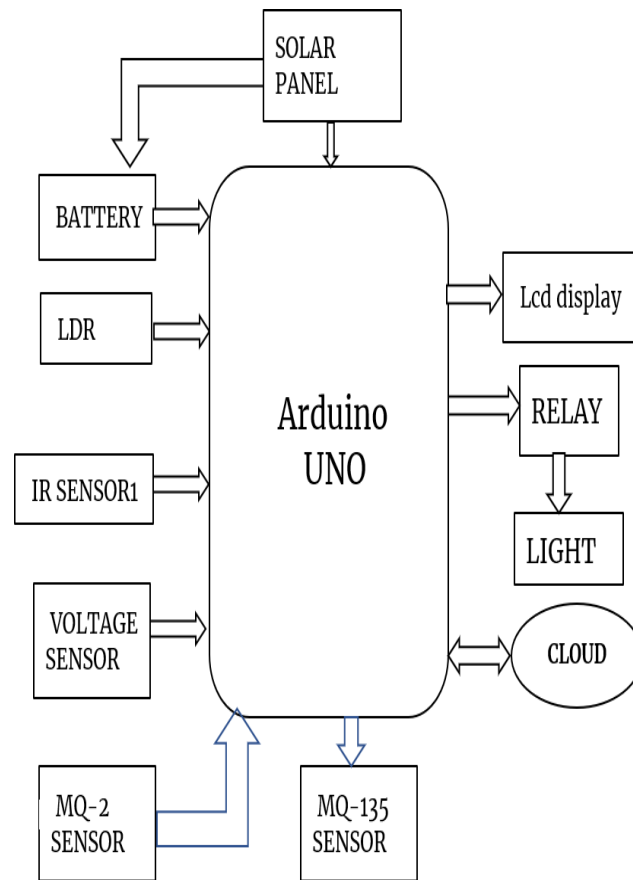 SOLAR
PANEL
BATTERY
LDR
IR SENSOR1
VOLTAGE
SENSOR
MQ-2
SENSOR
Arduino
UNO
MQ-135
SENSOR
Lcd display
RELAY
LIGHT
CLOUD